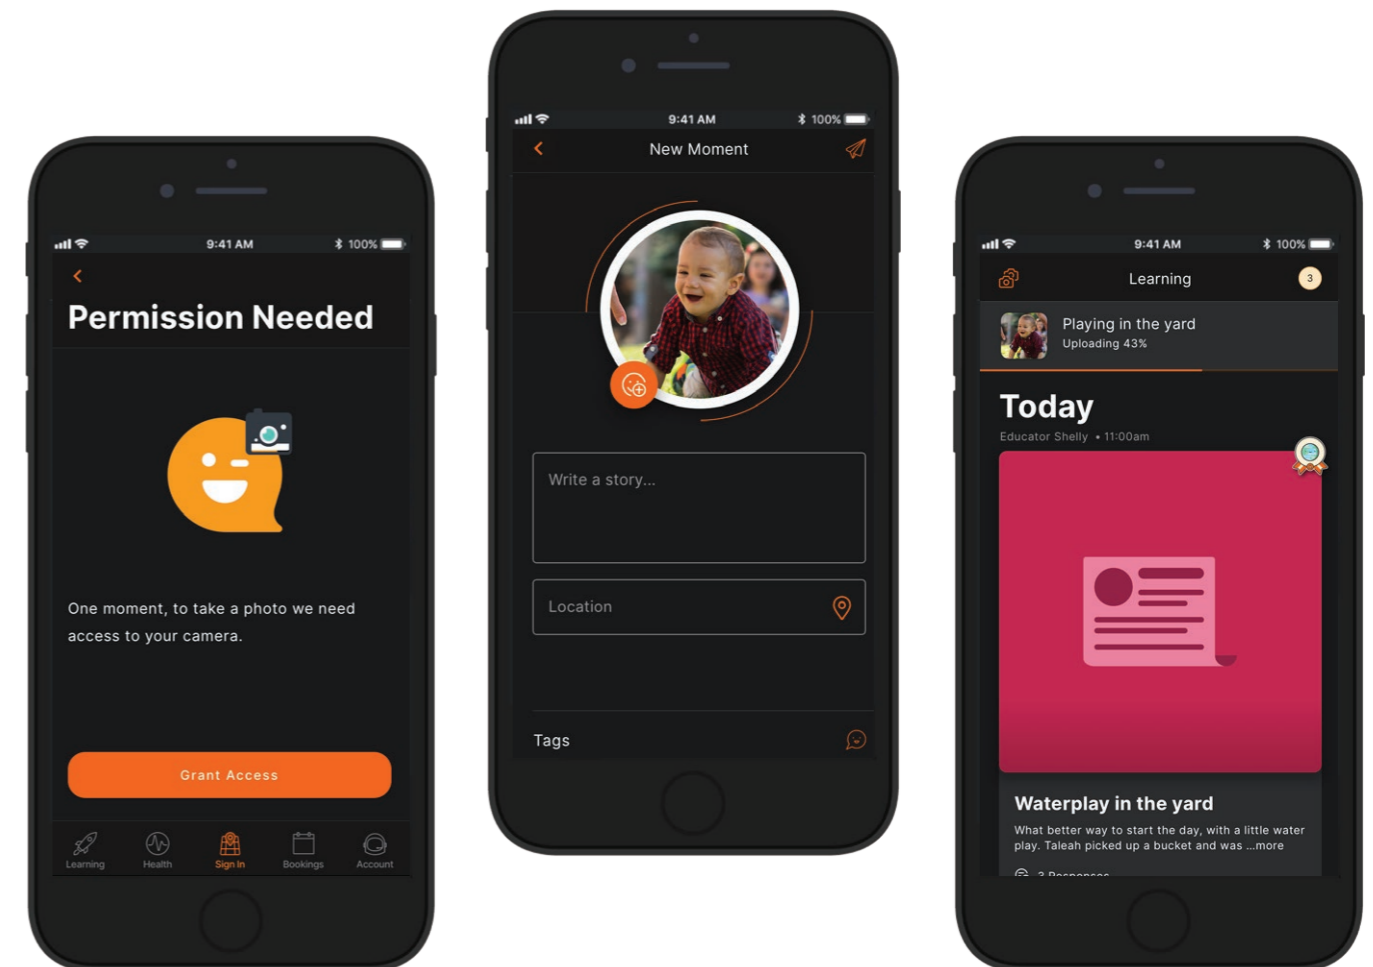 9:41 AM
100%
Permission Needed
One moment, to take a photo we need
access to your camera.
Grant Access
Learning
Health
Sign In
Bookings
Account
9:41 AM
100%
New Moment
Write a story...
Location
Tags
9:41 AM
100%
Learning
3
Playing in the yard
Uploading 43%
Today
Educator Shelly • 11:00am
Waterplay in the yard
What better way to start the day, with a little water
play. Taleah picked up a bucket and was ...more
3 Responses